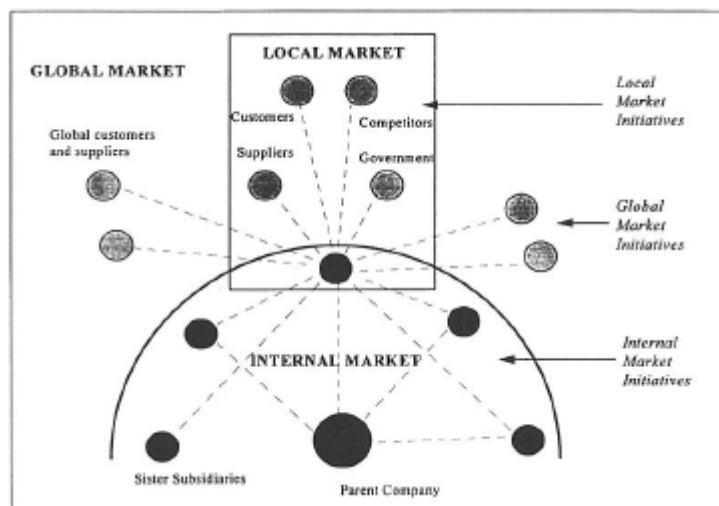 LOCAL MARKET
GLOBAL MARKET
Local
Market
Initiatives
Customers
Competitors
Global customers
and suppliers
Suppliers
Government
Global
Market
Initiatives
INTERNAL MARKET
Internal
Market
Initiatives
Sister Subsidiaries
Parent Company